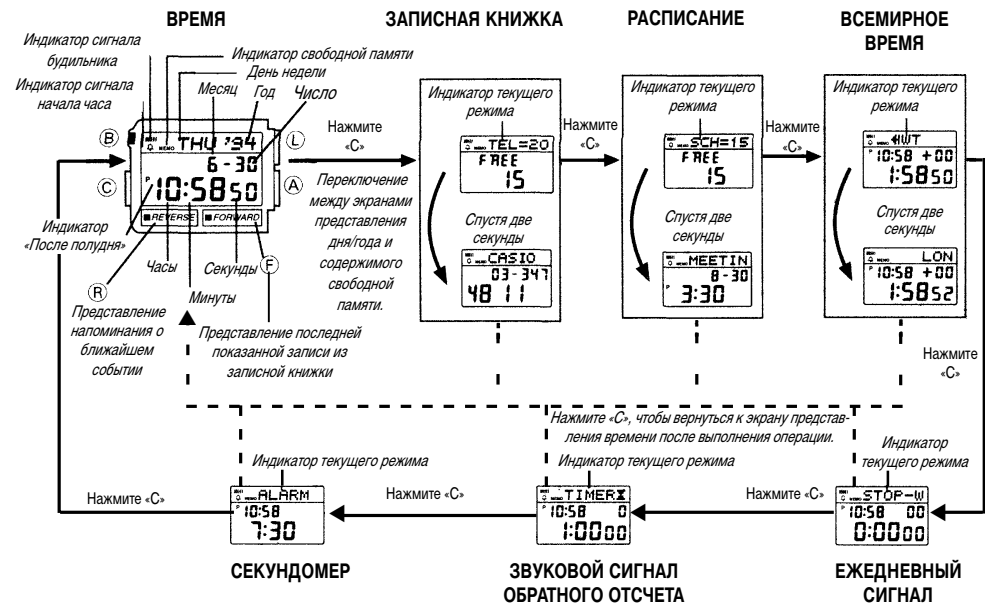 ВРЕМЯ
ЗАПИСНАЯ КНИЖКА
РАСПИСАНИЕ
ВСЕМИРНОЕ
ВРЕМЯ
Индикатор сигнала
будильника
Индикатор сигнала
начала часа
Индикатор свободной памяти
День недели
Месяц
Год
Число
B
C
L
A
MEMO
THU '94
6-30
P
10:58 50
REVERSE
FORWARD
Индикатор
«После полудня»
Часы
Секунды
F
R
Минуты
Представление
напоминания о
ближайшем
событии
Представление последней
показанной записи из
записной книжки
Нажмите
«C»
Переключение
между экранами
представления
дня/года и
содержимого
свободной
памяти.
Индикатор текущего
режима
MEMO
TEL=20
FREE
15
Спустя две
секунды
MEMO
CASIO
03-347
48 11
Нажмите
«C»
Индикатор текущего
режима
MEMO
SCH=15
FREE
15
Спустя две
секунды
MEMO
MEETIN
8-30
P
3:30
Нажмите
«C»
Индикатор текущего
режима
WT
P 10:58 +00
1:58 50
Спустя две
секунды
LON
P 10:58 +00
1:58 52
Нажмите
«C»
Нажмите «C», чтобы вернуться к экрану представ-
ления времени после выполнения операции.
Индикатор
текущего режима
MEMO
STOP-W
P 10:58 00
0:00 00
Нажмите «C»
Индикатор текущего режима
MEMO
TIMER
P 10:58 0
1:00 00
Нажмите «C»
Индикатор текущего режима
MEMO
ALARM
P 10:58
7:30
Нажмите «C»
СЕКУНДОМЕР
ЗВУКОВОЙ СИГНАЛ
ОБРАТНОГО ОТСЧЕТА
ЕЖЕДНЕВНЫЙ
СИГНАЛ